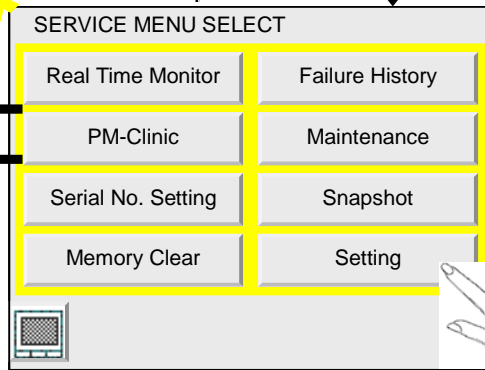 SERVICE MENU SELECT
Real Time Monitor
Failure History
PM-Clinic
Maintenance
Serial No. Setting
Snapshot
Memory Clear
Setting